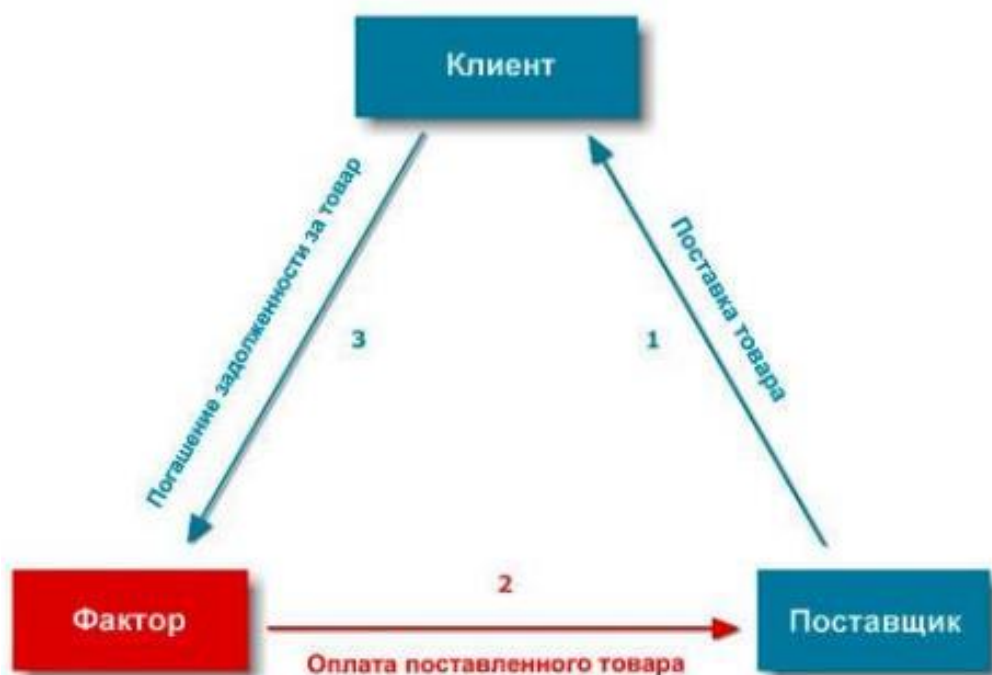 Клиент
Погашение задолженности за товар
3
1
Поставка товара
Фактор
2
Оплата поставленного товара
Поставщик